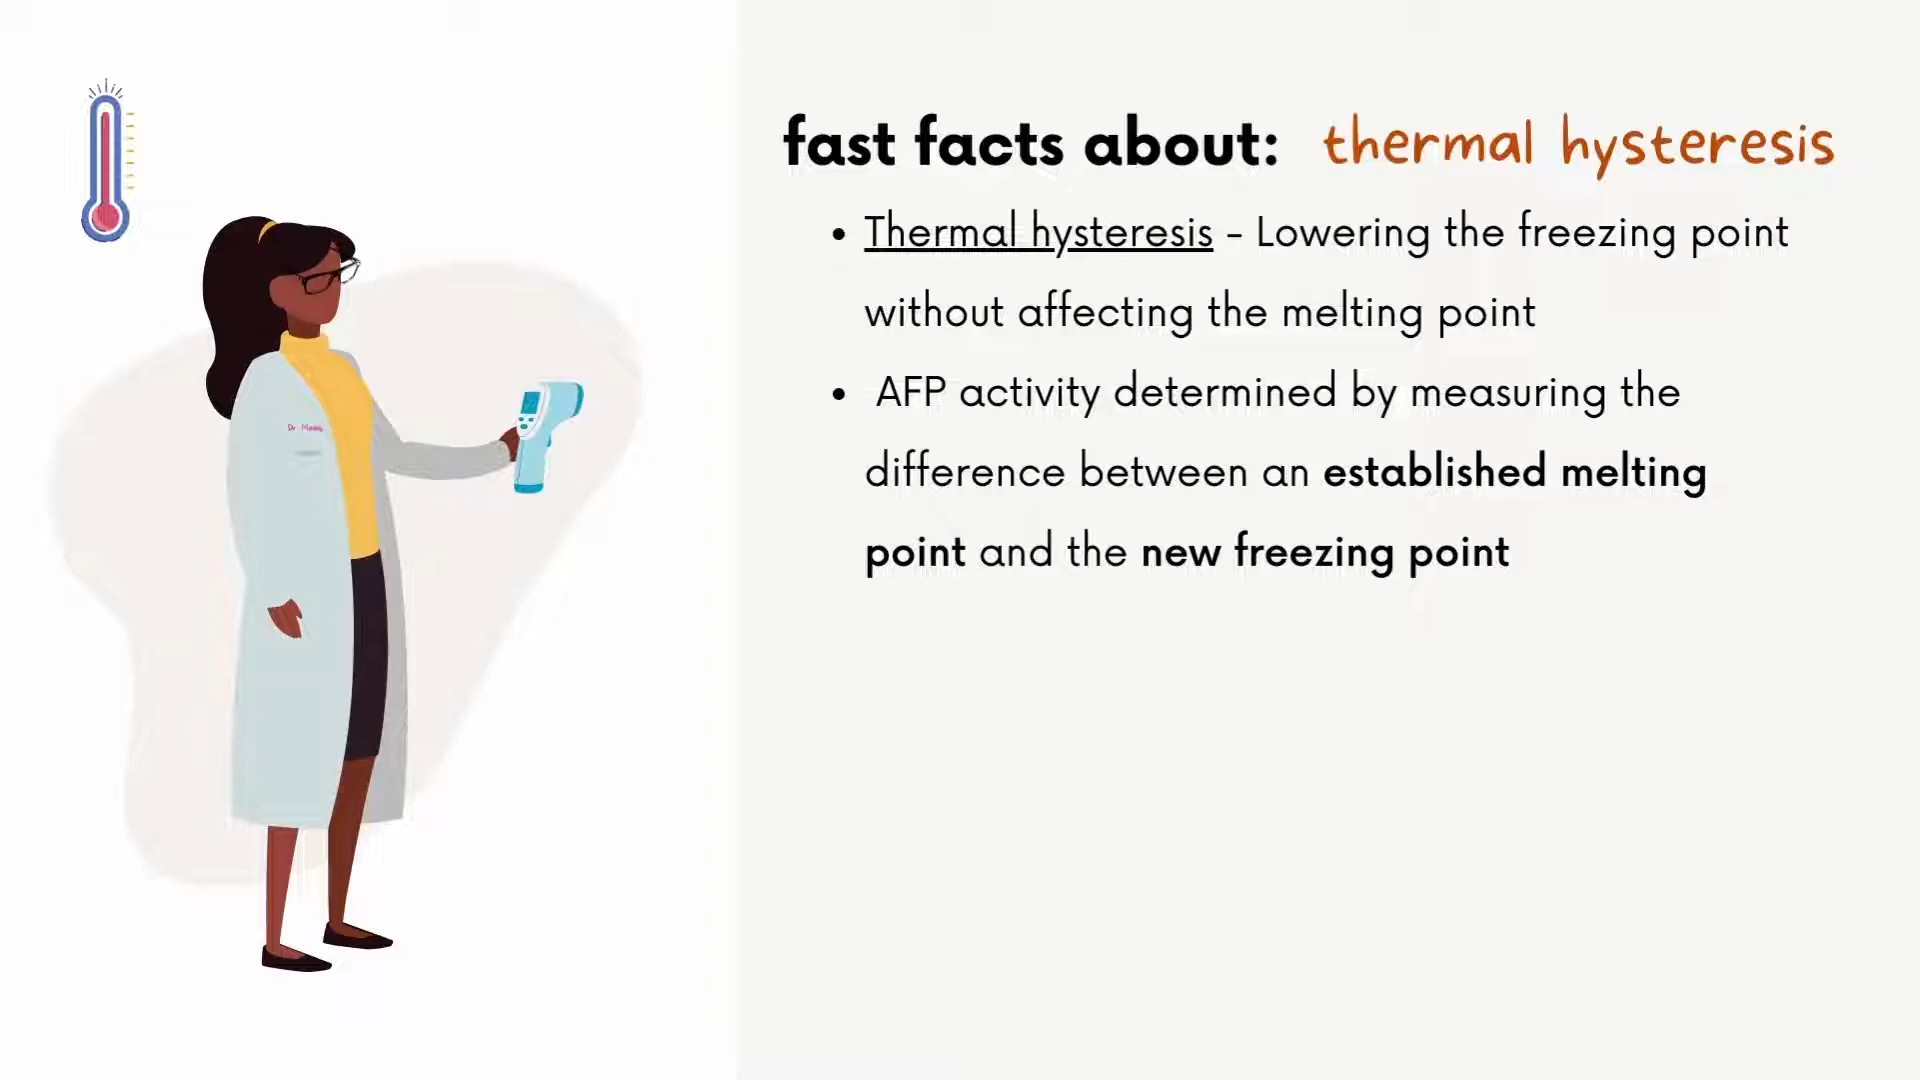 fast facts about: thermal hysteresis
• Thermal hysteresis - Lowering the freezing point
without affecting the melting point
• AFP activity determined by measuring the
difference between an established melting
point and the new freezing point
Dr